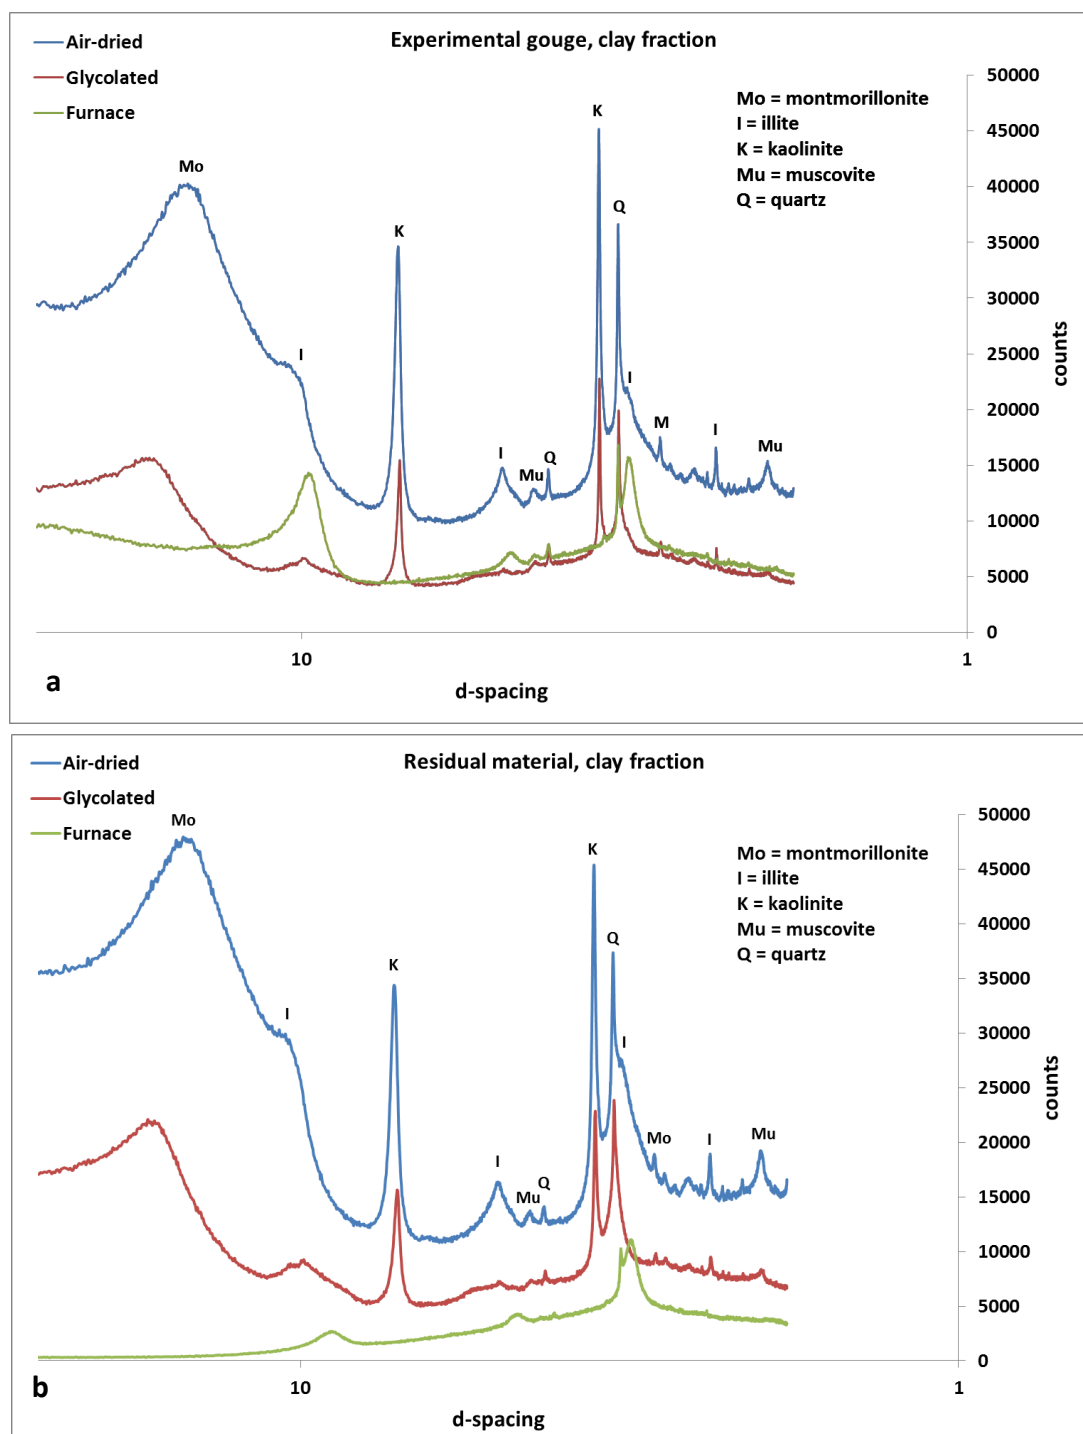 Experimental gouge, clay fraction
Air-dried
Glycolated
Furnace
Mo = montmorillonite
I = illite
K = kaolinite
Mu = muscovite
Q = quartz
Mo
I
K
I
Mu
Q
K
Q
I
M
I
Mu
50000
45000
40000
35000
30000
25000
20000
15000
10000
5000
0
counts
10
1
d-spacing
a
Residual material, clay fraction
Air-dried
Glycolated
Furnace
Mo = montmorillonite
I = illite
K = kaolinite
Mu = muscovite
Q = quartz
Mo
I
K
I
Mu
Q
K
Q
I
Mo
I
Mu
50000
45000
40000
35000
30000
25000
20000
15000
10000
5000
0
counts
10
1
d-spacing
b